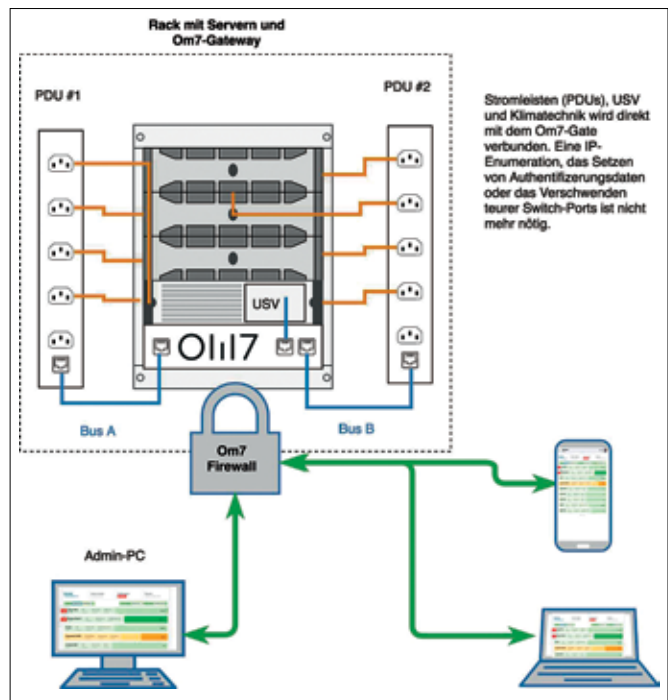 Rack mit Servern und
Om7-Gateway
PDU #1
PDU #2
Stromleisten (PDUs), USV
und Klimatechnik wird direkt
mit dem Om7-Gate
verbunden. Eine IP-
Enumeration, das Setzen
von Authentifizerungsdaten
oder das Verschwenden
teurer Switch-Ports ist nicht
mehr nötig.
USV
Bus A
Bus B
Om7
Firewall
Admin-PC